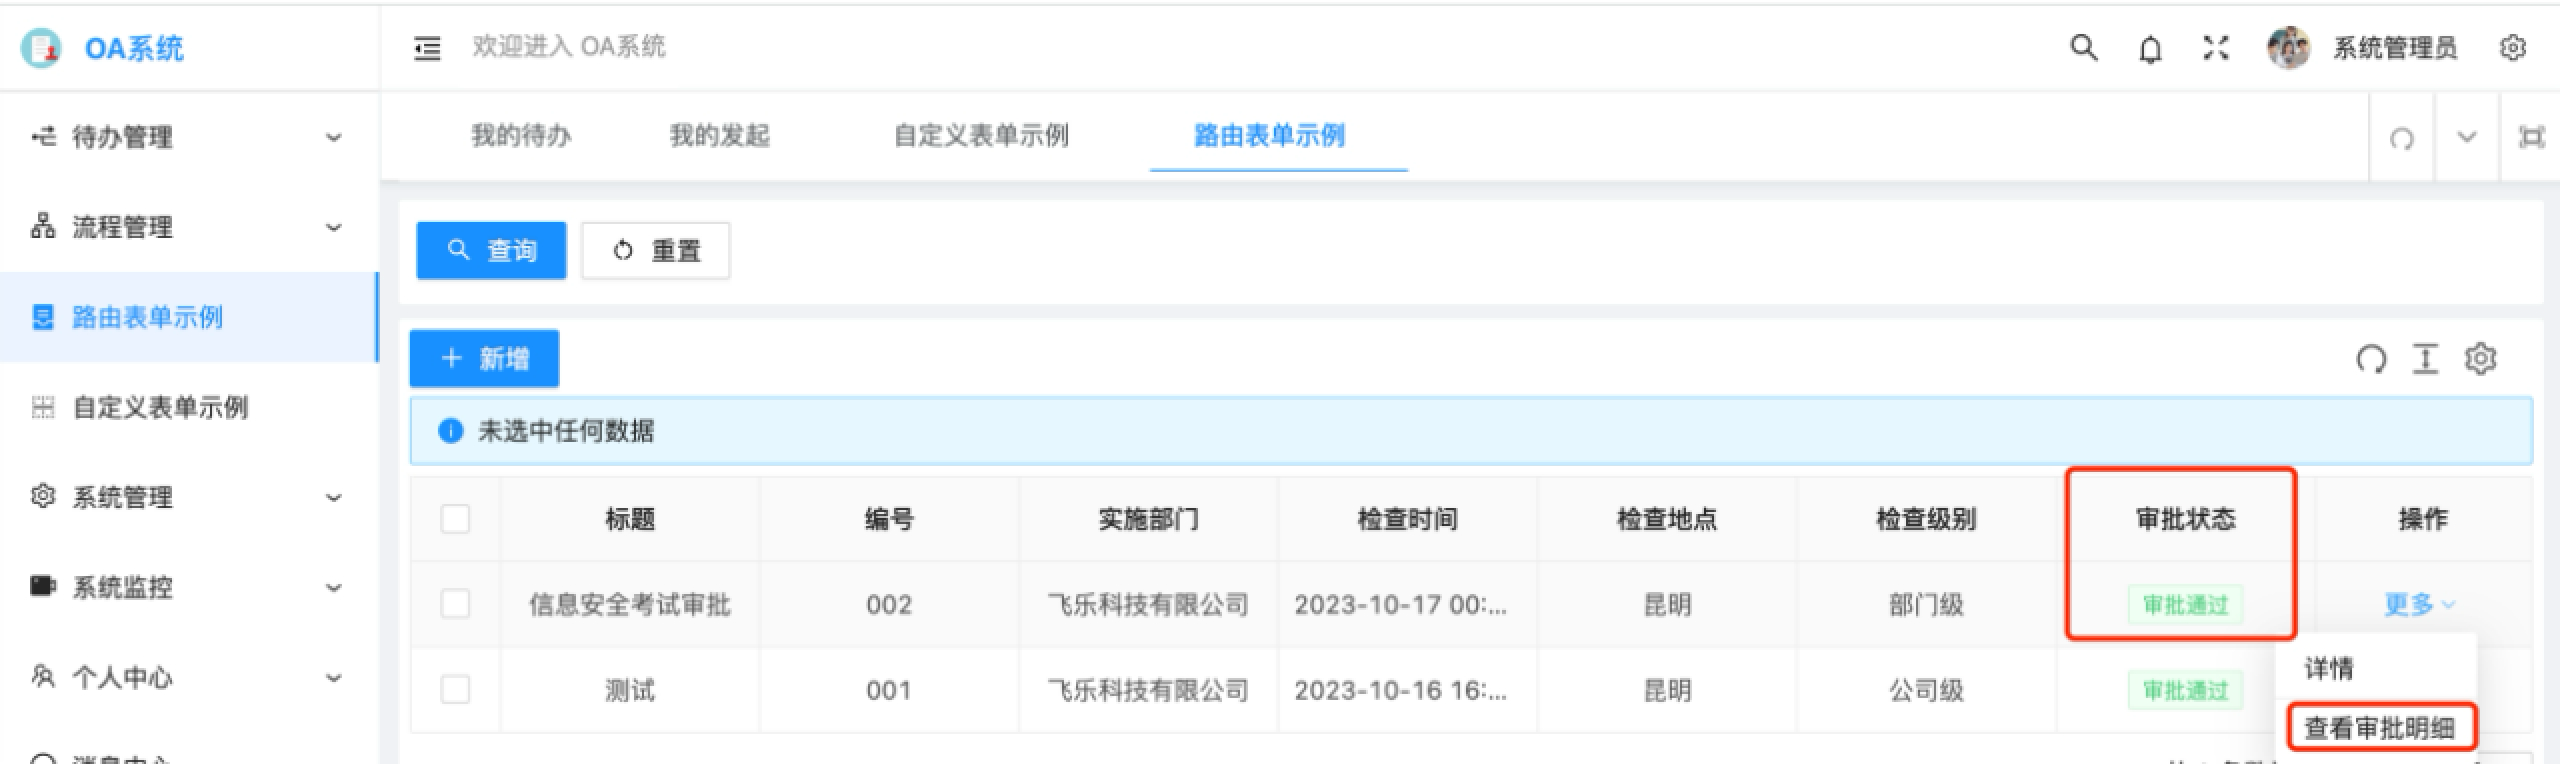 OA系统
欢迎进入 OA系统
系统管理员
待办管理
流程管理
路由表单示例
自定义表单示例
系统管理
系统监控
个人中心
我的待办
我的发起
自定义表单示例
路由表单示例
查询
重置
新增
未选中任何数据
标题 编号 实施部门 检查时间 检查地点 检查级别 审批状态 操作
信息安全考试审批 002 飞乐科技有限公司 2023-10-17 00:... 昆明 部门级 审批通过 更多
测试 001 飞乐科技有限公司 2023-10-16 16:... 昆明 公司级 审批通过
详情
查看审批明细